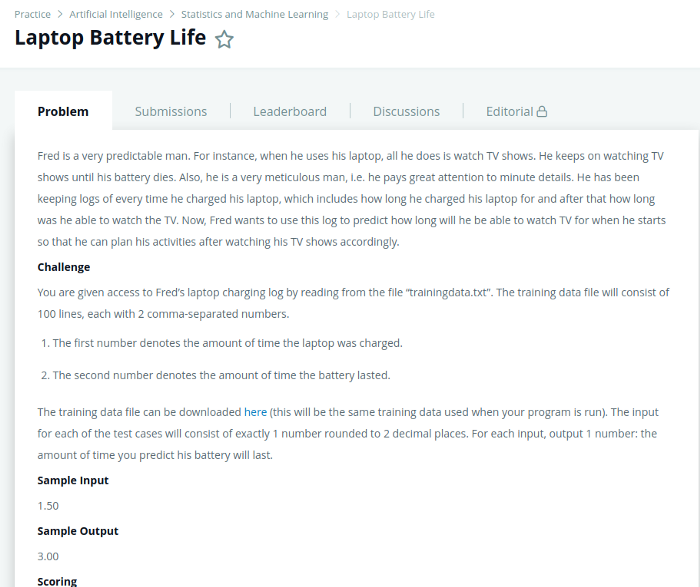 Practice > Artificial Intelligence > Statistics and Machine Learning > Laptop Battery Life
Laptop Battery Life
Problem
Submissions
Leaderboard
Discussions
Editorial
Fred is a very predictable man. For instance, when he uses his laptop, all he does is watch TV shows. He keeps on watching TV
shows until his battery dies. Also, he is a very meticulous man, i.e. he pays great attention to minute details. He has been
keeping logs of every time he charged his laptop, which includes how long he charged his laptop for and after that how long
was he able to watch the TV. Now, Fred wants to use this log to predict how long will he be able to watch TV for when he starts
so that he can plan his activities after watching his TV shows accordingly.
Challenge
You are given access to Fred’s laptop charging log by reading from the file “trainingdata.txt”. The training data file will consist of
100 lines, each with 2 comma-separated numbers.
1. The first number denotes the amount of time the laptop was charged.
2. The second number denotes the amount of time the battery lasted.
The training data file can be downloaded here (this will be the same training data used when your program is run). The input
for each of the test cases will consist of exactly 1 number rounded to 2 decimal places. For each input, output 1 number: the
amount of time you predict his battery will last.
Sample Input
1.50
Sample Output
3.00
Scoring